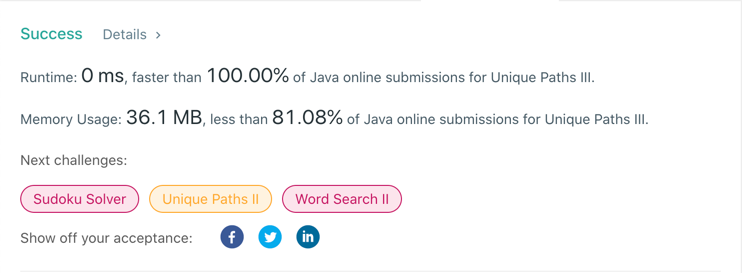 Success Details >
Runtime: 0 ms, faster than 100.00% of Java online submissions for Unique Paths III.
Memory Usage: 36.1 MB, less than 81.08% of Java online submissions for Unique Paths III.
Next challenges:
Sudoku Solver Unique Paths II Word Search II
Show off your acceptance: f in